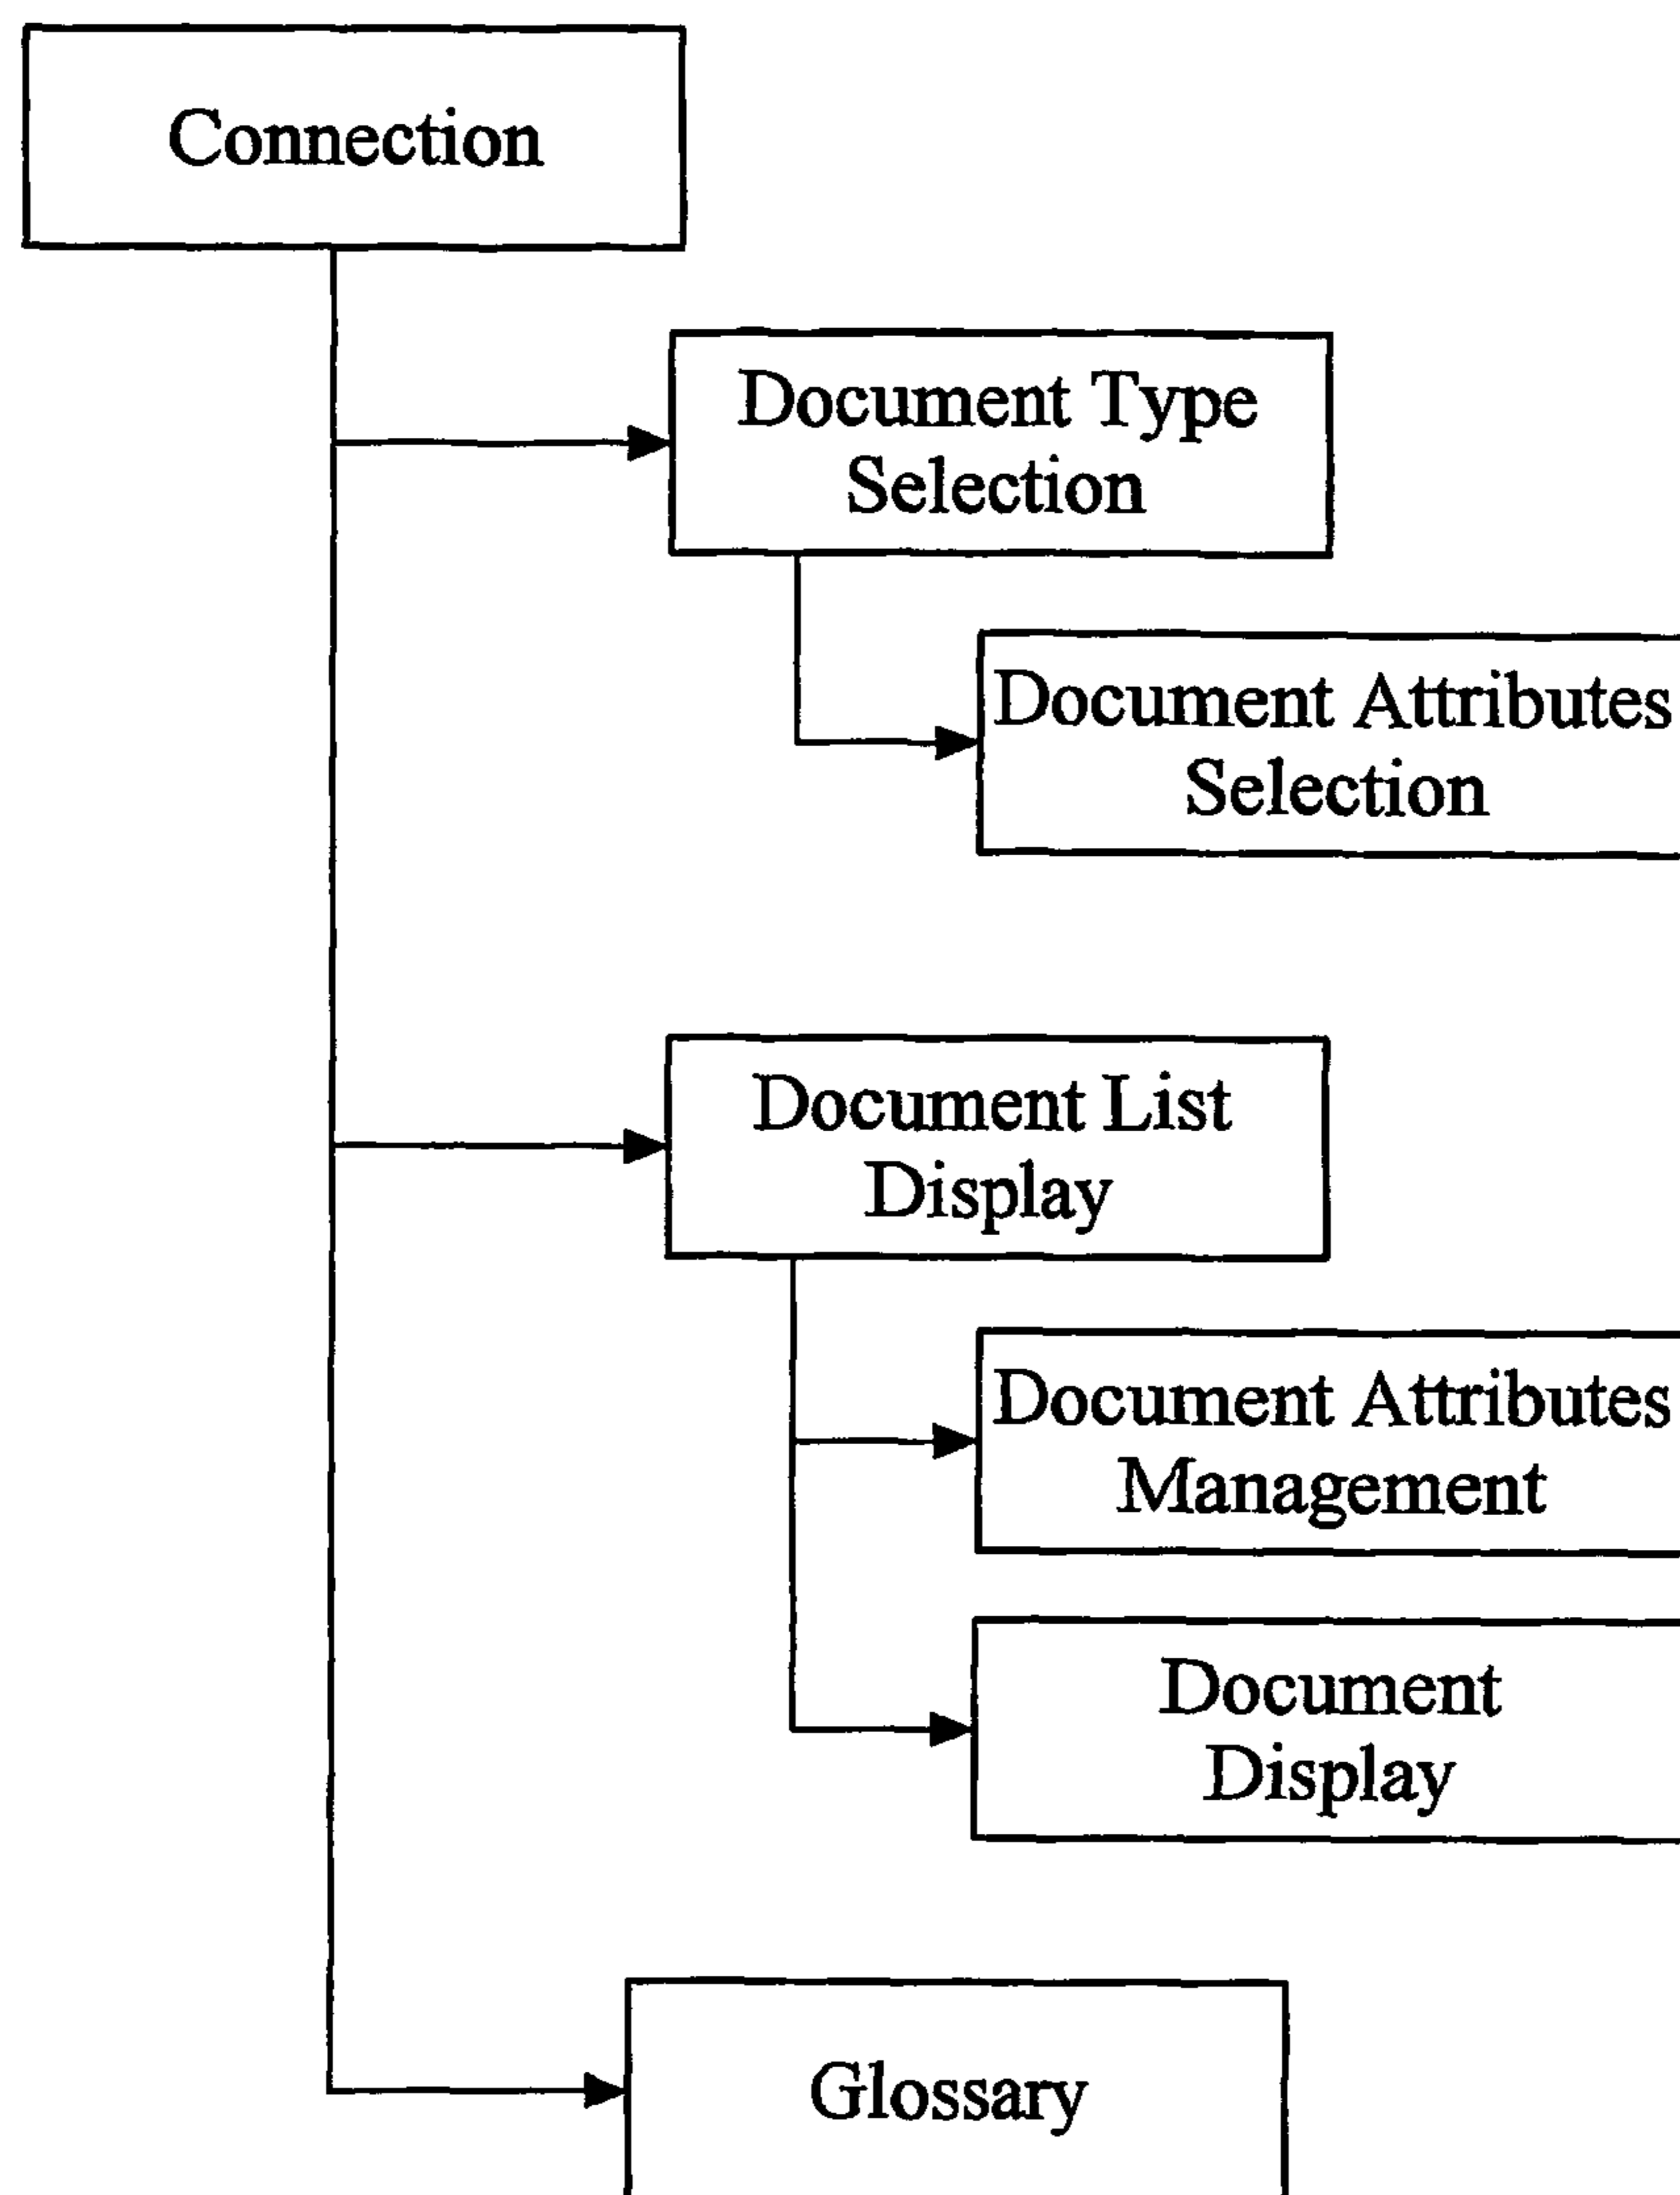 Connection
Document Type
Selection
Document Attributes
Selection
Document List
Display
Document Attributes
Management
Document
Display
Glossary